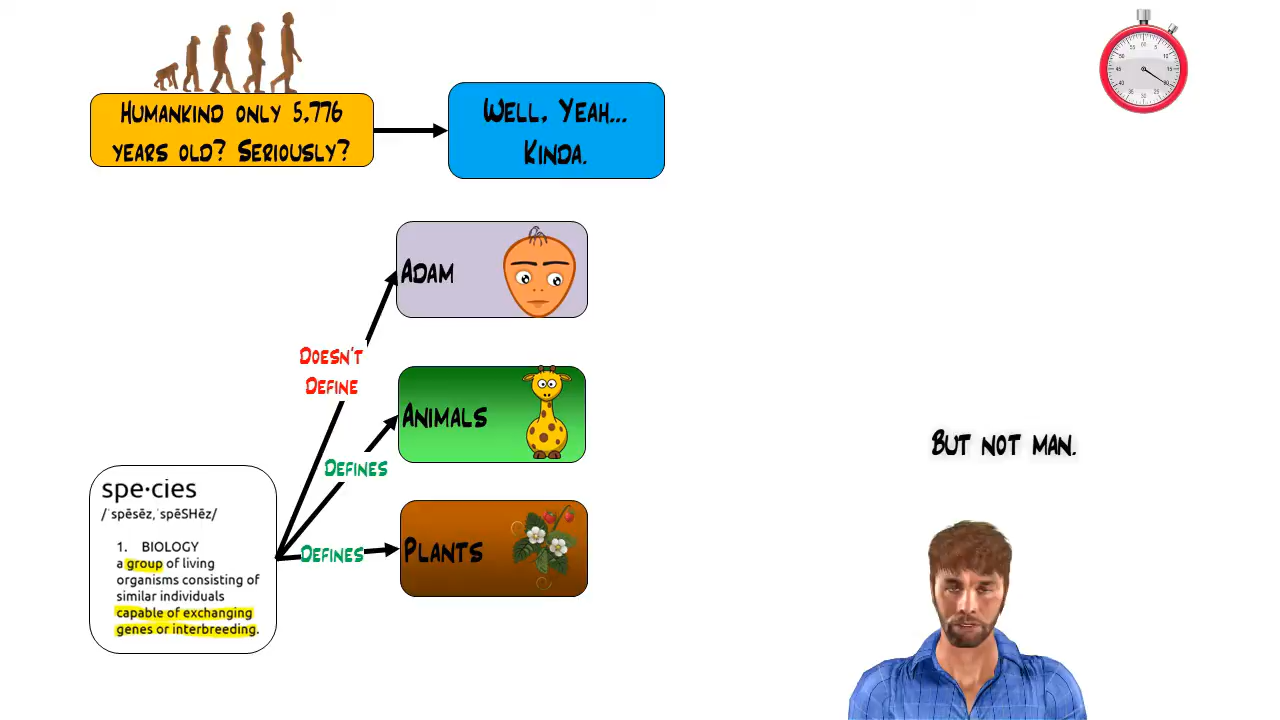 Humankind only 5,776
years old? Seriously?
Well, Yeah...
Kinda.
Adam
Doesn't
Define
Animals
But not man.
Defines
spe·cies
/ˈspēsēz,ˈspēSHēz/
1. BIOLOGY
a group of living
organisms consisting of
similar individuals
capable of exchanging
genes or interbreeding.
Defines
Plants